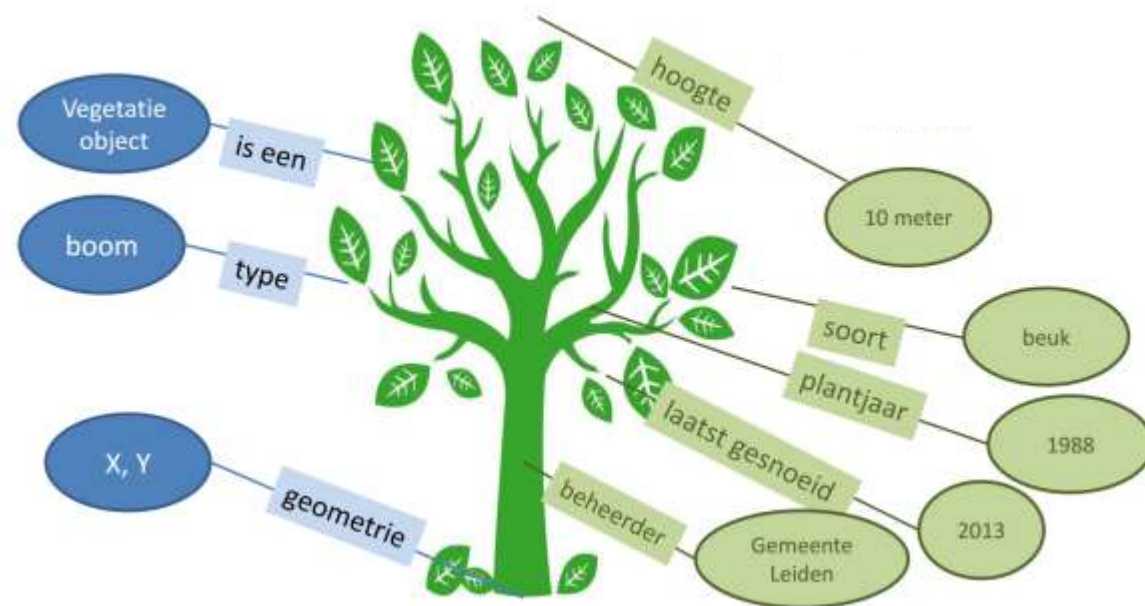 Vegetatie
object
is een
boom
type
X, Y
geometrie
hoogte
10 meter
soort
beuk
plantjaar
1988
laatst gesnoeid
2013
beheerder
Gemeente
Leiden